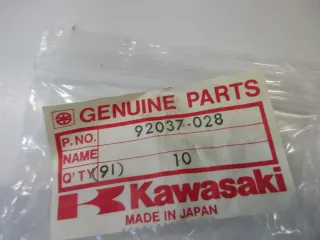 GENUINE PARTS
P.NO. 92037-028
NAME
Q'TY (91) 10
Kawasaki
MADE IN JAPAN